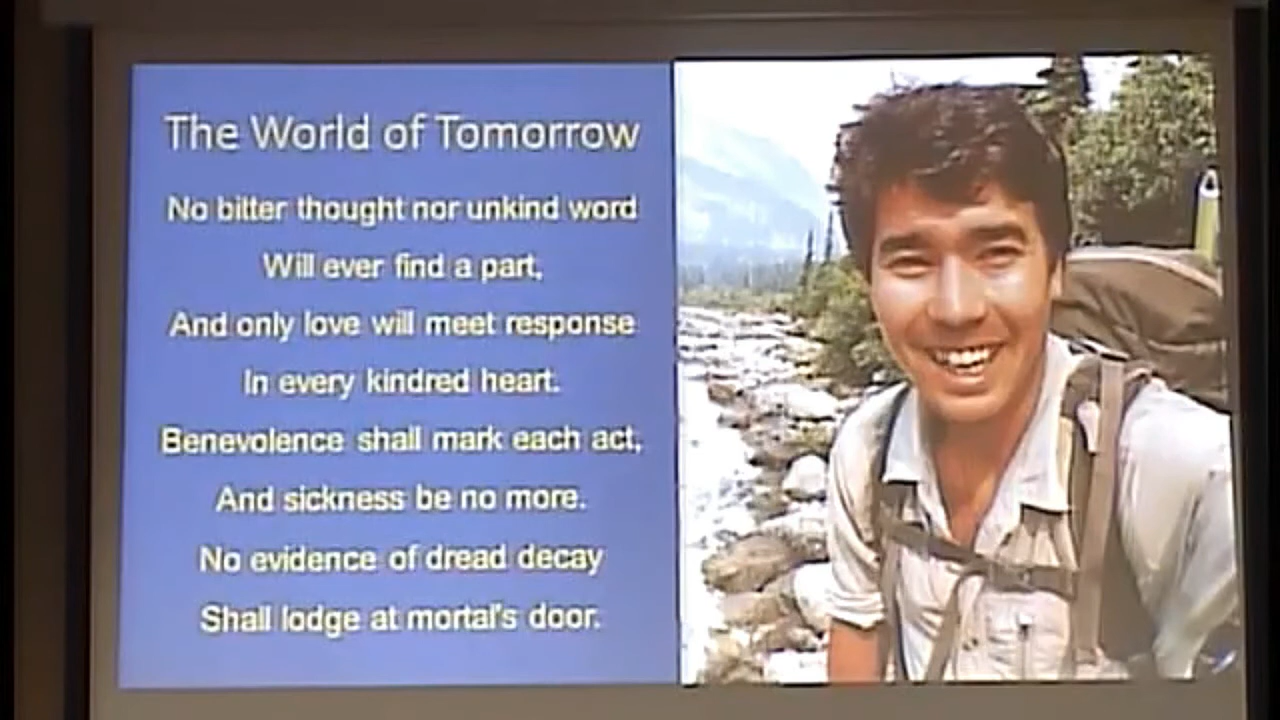 The World of Tomorrow
No bitter thought nor unkind word
Will ever find a part,
And only love will meet response
In every kindred heart.
Benevolence shall mark each act,
And sickness be no more.
No evidence of dread decay
Shall lodge at mortal's door.